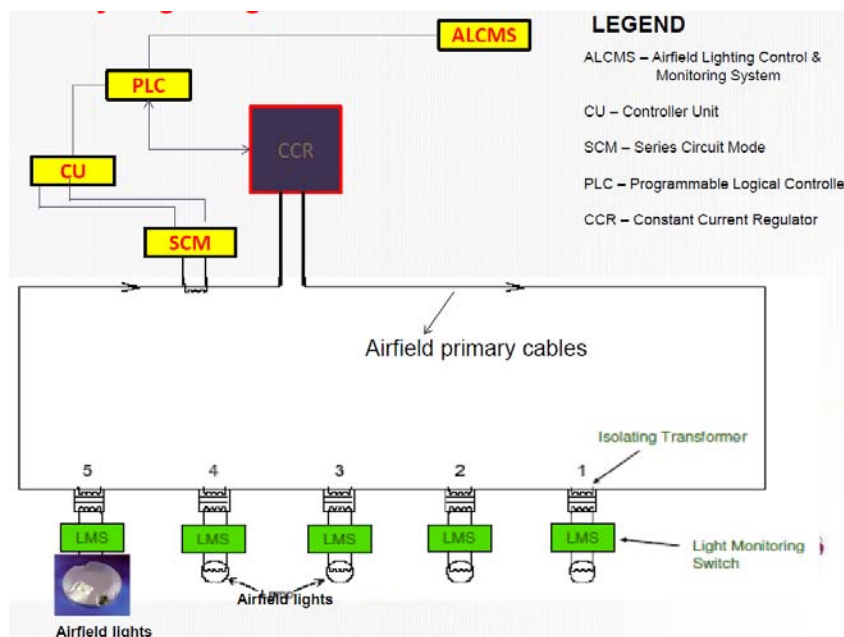 ALCMS
PLC
CCR
CU
SCM
LEGEND
ALCMS – Airfield Lighting Control &
Monitoring System
CU – Controller Unit
SCM – Series Circuit Mode
PLC – Programmable Logical Controlle
CCR – Constant Current Regulator
Airfield primary cables
Isolating Transformer
5
4
3
2
1
LMS
LMS
LMS
LMS
LMS
Light Monitoring
Switch
Airfield lights
Airfield lights